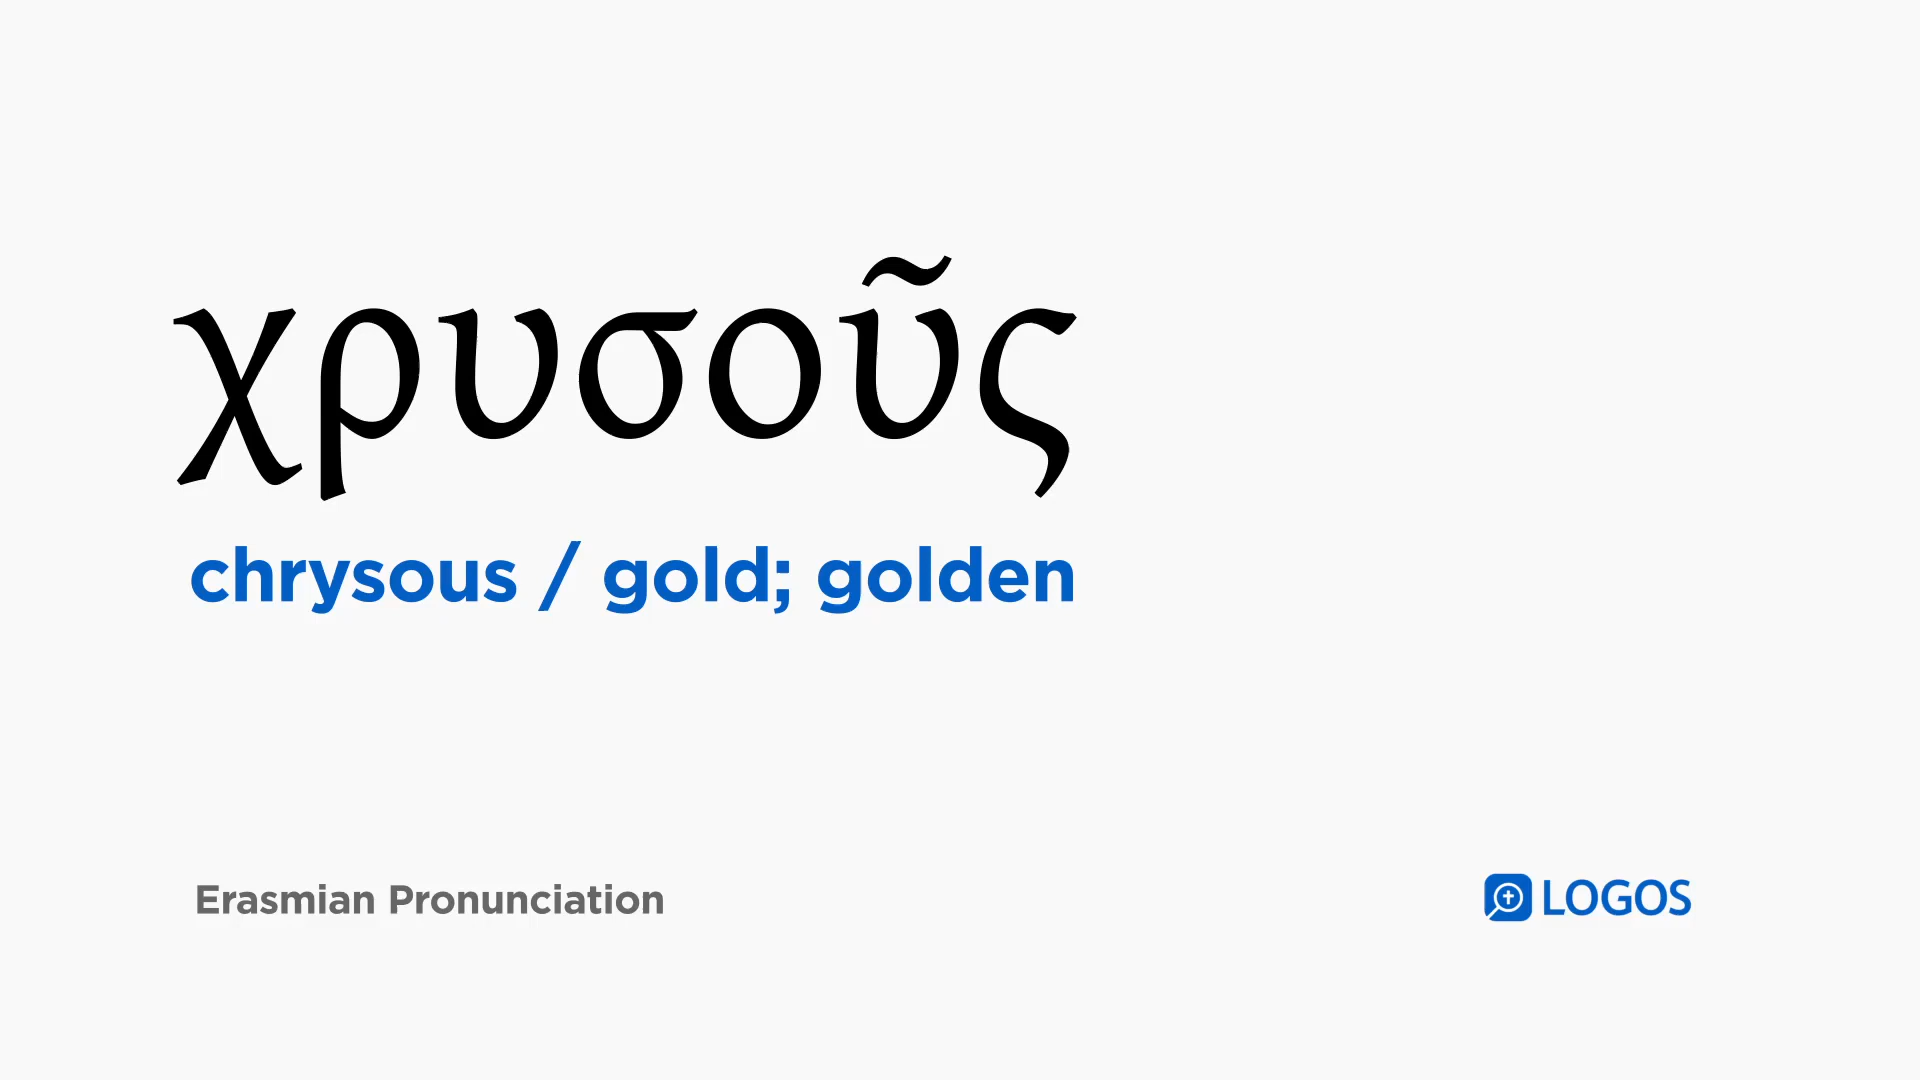 χρυσοῦς
chrysous / gold; golden
Erasmian Pronunciation
LOGOS